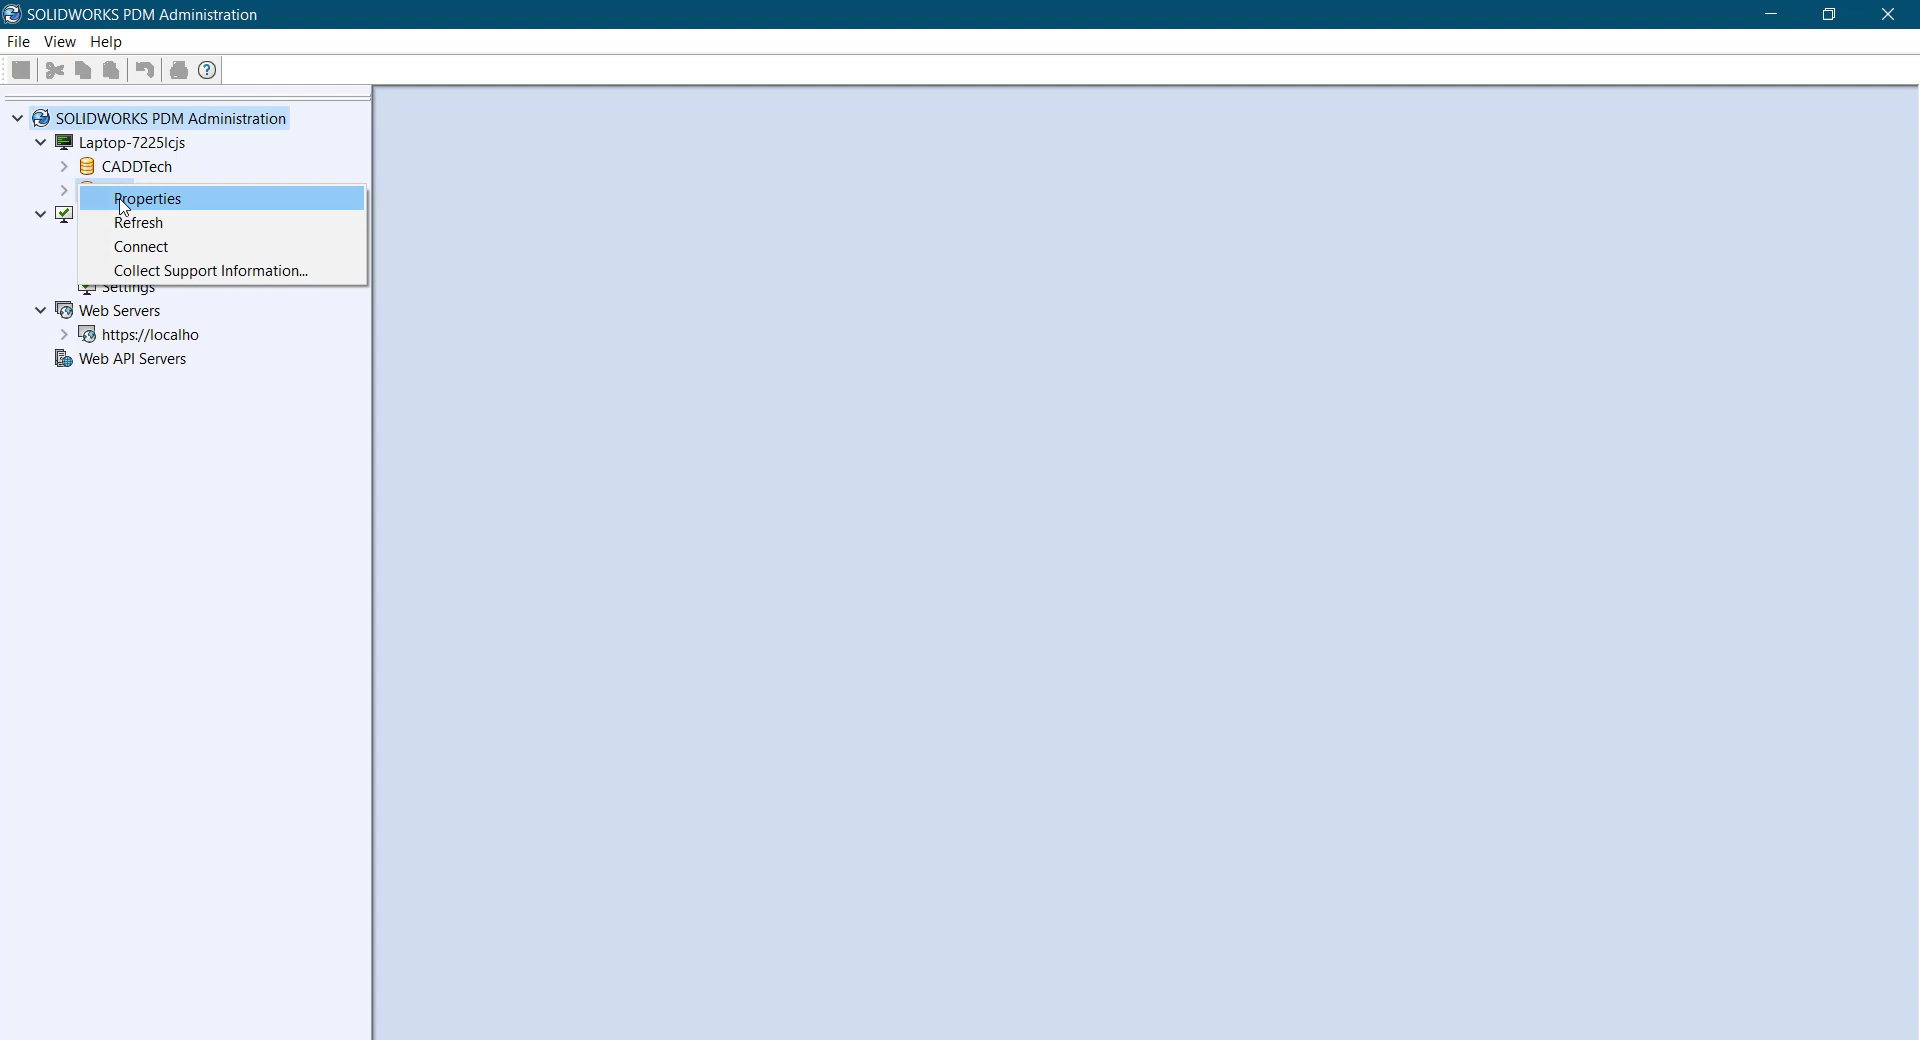 SOLIDWORKS PDM Administration
File View Help
SOLIDWORKS PDM Administration
Laptop-7225lcjs
CADDTech
Properties
Refresh
Connect
Collect Support Information...
Settings
Web Servers
https://localho
Web API Servers